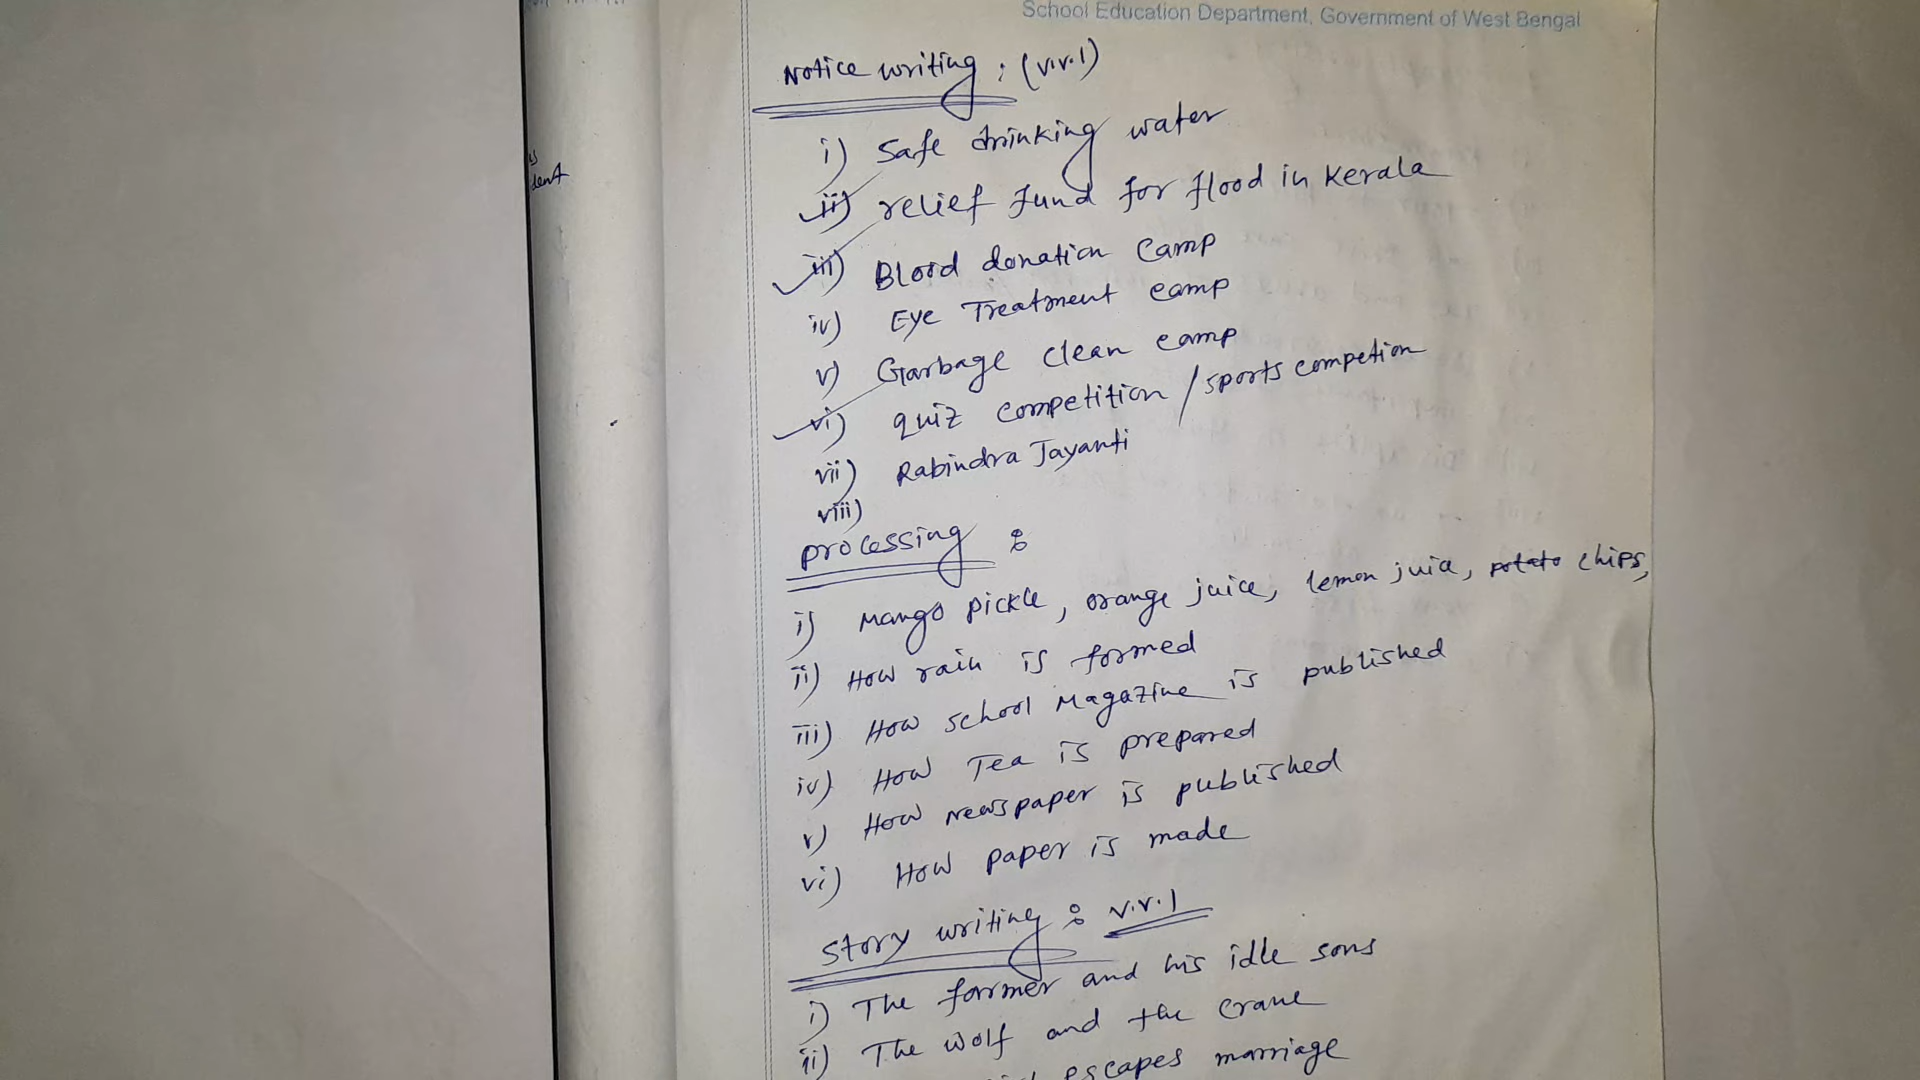 School Education Department, Government of West Bengal
Notice writing : (v.v.1)
i) Safe drinking water
ii) relief fund for flood in Kerala
iii) Blood donation Camp
iv) Eye Treatment camp
v) Garbage clean camp
vi) quiz competition / sports competion
vii) Rabindra Jayanti
viii)
processing :
i) Mango pickle, orange juice, lemon juice, potato chips,
ii) How rain is formed
iii) How school Magazine is published
iv) How Tea is prepared
v) How Newspaper is published
vi) How paper is made
Story writing : v.v.1
i) The farmer and his idle sons
ii) The wolf and the crane
escapes marriage
dent